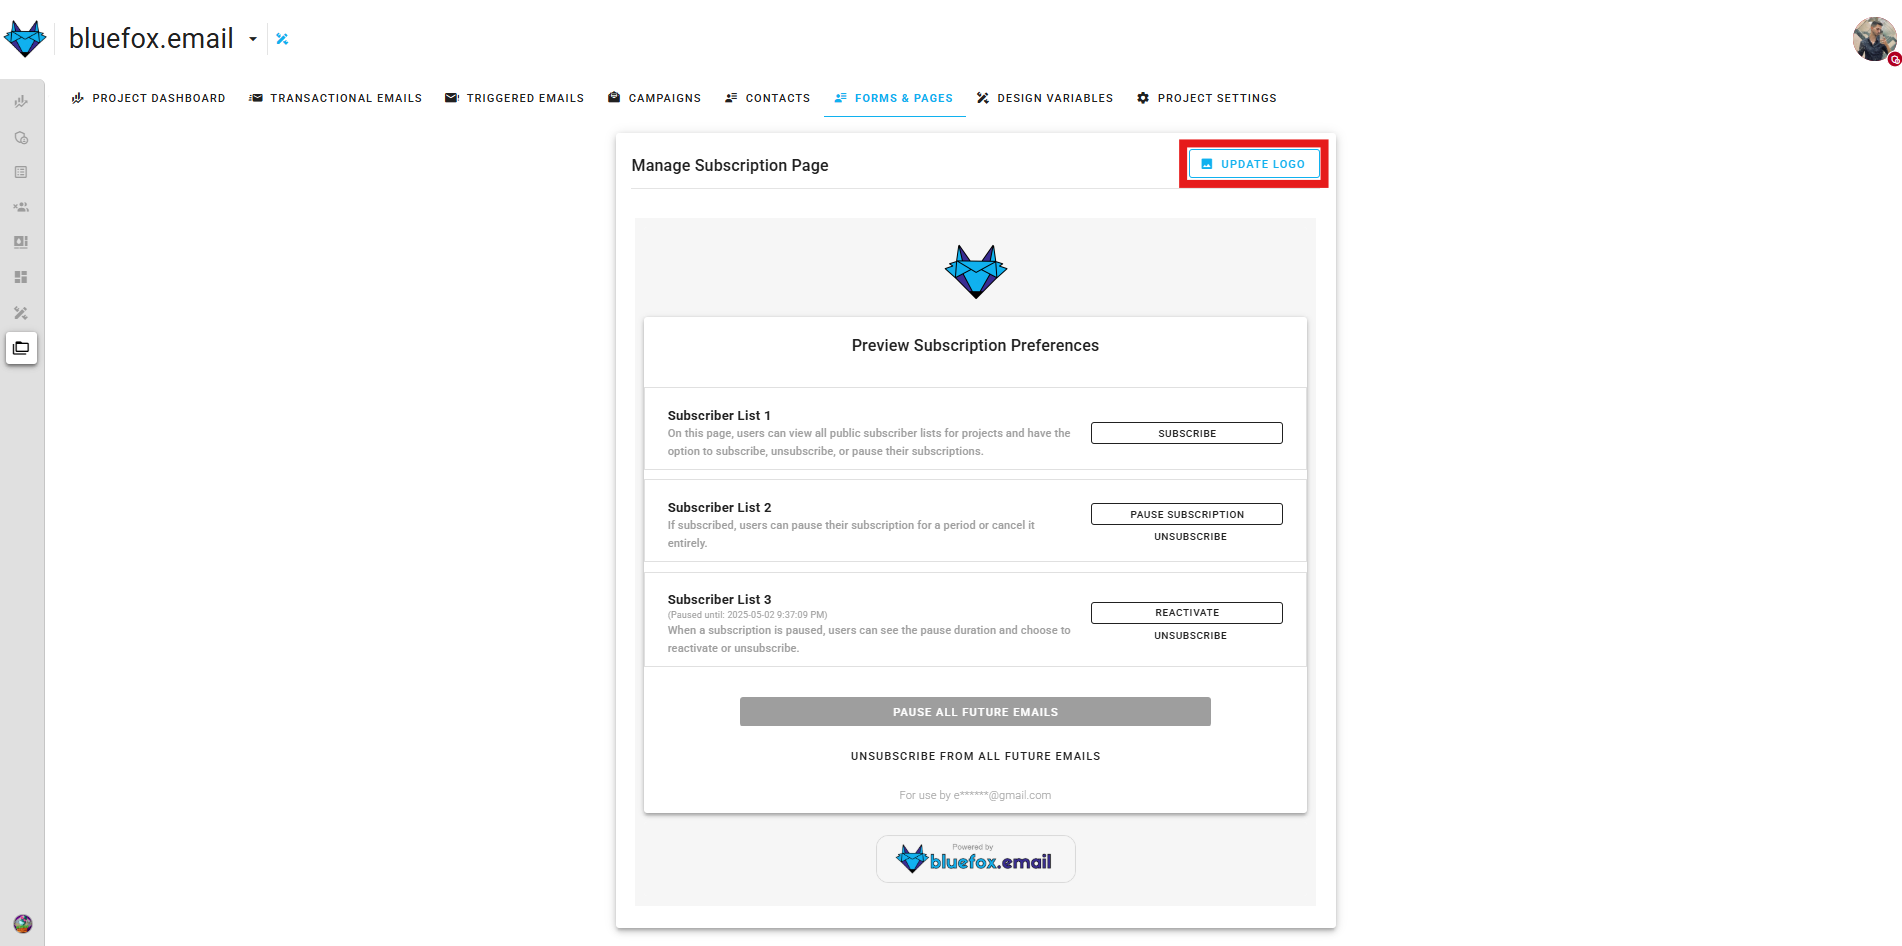 bluefox.email
PROJECT DASHBOARD
TRANSACTIONAL EMAILS
TRIGGERED EMAILS
CAMPAIGNS
CONTACTS
FORMS & PAGES
DESIGN VARIABLES
PROJECT SETTINGS
Manage Subscription Page
UPDATE LOGO
Preview Subscription Preferences
Subscriber List 1
On this page, users can view all public subscriber lists for projects and have the
option to subscribe, unsubscribe, or pause their subscriptions.
SUBSCRIBE
Subscriber List 2
If subscribed, users can pause their subscription for a period or cancel it
entirely.
PAUSE SUBSCRIPTION
UNSUBSCRIBE
Subscriber List 3
(Paused until: 2025-05-02 9:37:09 PM)
When a subscription is paused, users can see the pause duration and choose to
reactivate or unsubscribe.
REACTIVATE
UNSUBSCRIBE
PAUSE ALL FUTURE EMAILS
UNSUBSCRIBE FROM ALL FUTURE EMAILS
For use by e******@gmail.com
Powered by
bluefox.email